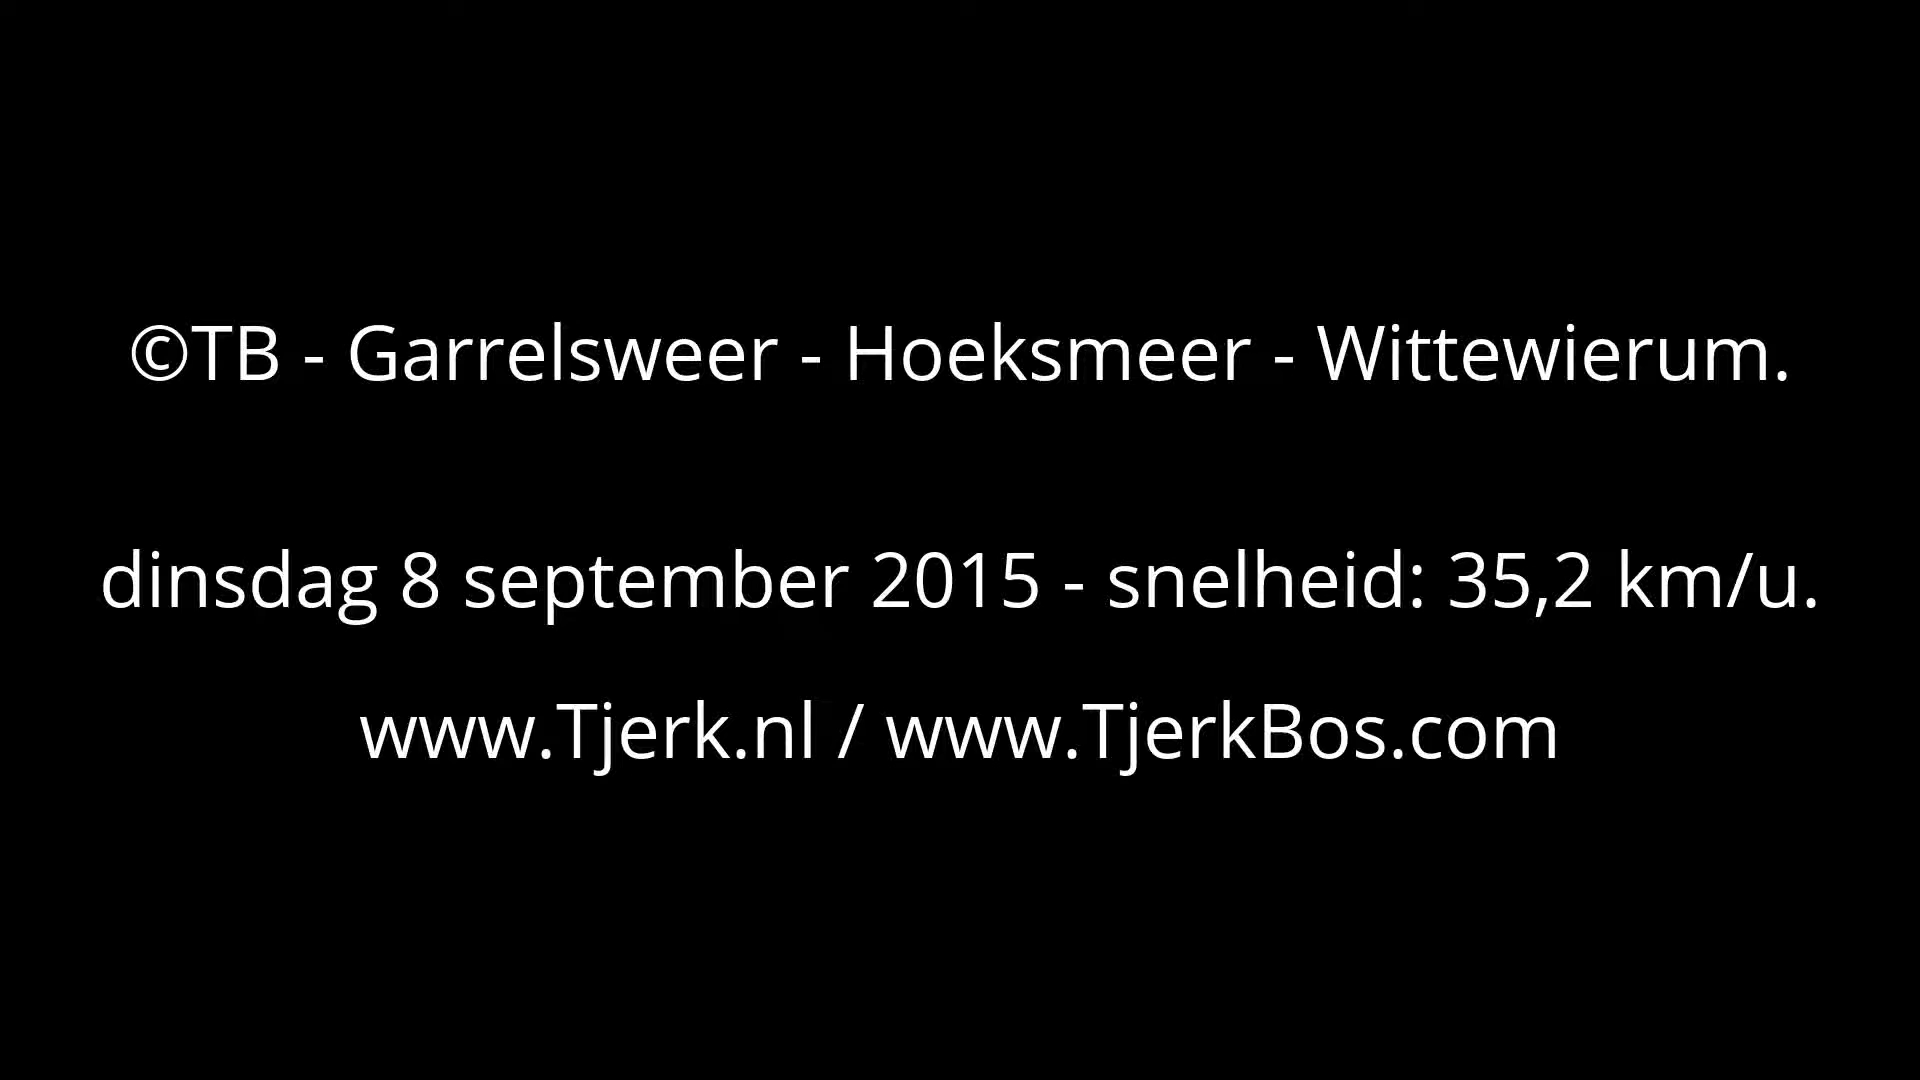 ©TB - Garrelsweer - Hoeksmeer - Wittewierum.
dinsdag 8 september 2015 - snelheid: 35,2 km/u.
www.Tjerk.nl / www.TjerkBos.com